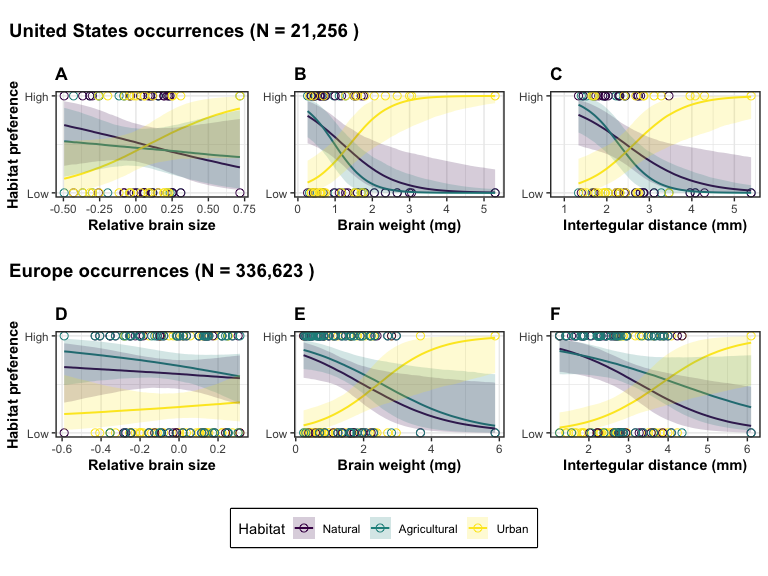 United States occurrences (N = 21,256 )
A B C
Habitat preference
High High High
Low Low Low
-0.50 -0.25 0.00 0.25 0.50 0.75 0 1 2 3 4 5 1 2 3 4 5
Relative brain size Brain weight (mg) Intertegular distance (mm)
Europe occurrences (N = 336,623 )
D E F
Habitat preference
High High High
Low Low Low
-0.6 -0.4 -0.2 0.0 0.2 0 2 4 6 2 3 4 5 6
Relative brain size Brain weight (mg) Intertegular distance (mm)
Habitat Natural Agricultural Urban